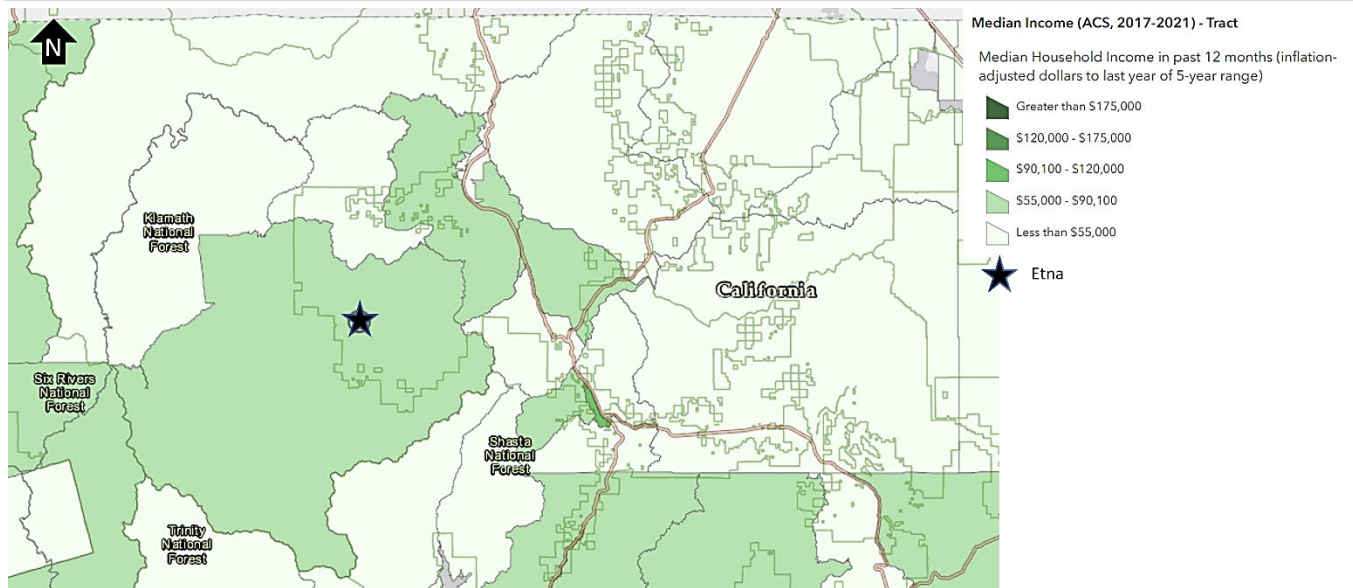 N
Klamath
National
Forest
California
Six Rivers
National
Forest
Shasta
National
Forest
Trinity
National
Forest
Median Income (ACS, 2017-2021) - Tract
Median Household Income in past 12 months (inflation-
adjusted dollars to last year of 5-year range)
Greater than $175,000
$120,000 - $175,000
$90,100 - $120,000
$55,000 - $90,100
Less than $55,000
Etna